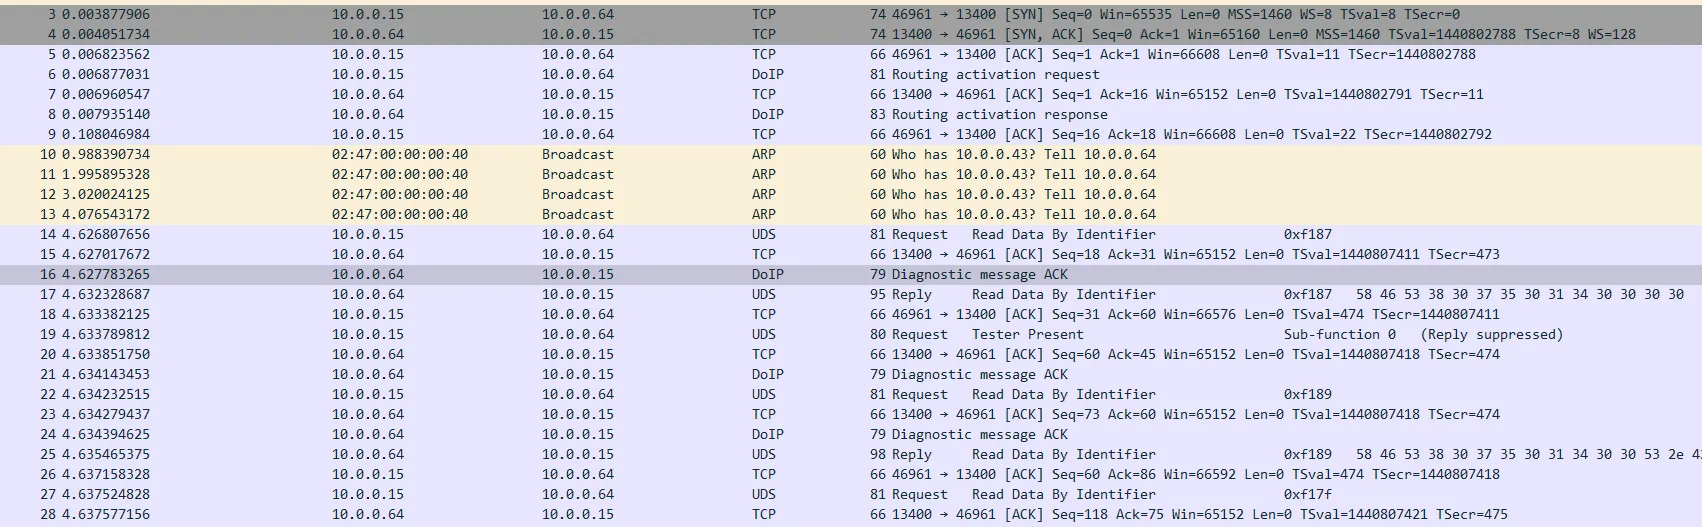 3 0.003877906 10.0.0.15 10.0.0.64 TCP 74 46961 → 13400 [SYN] Seq=0 Win=65535 Len=0 MSS=1460 WS=8 TSval=8 TSecr=0
4 0.004051734 10.0.0.64 10.0.0.15 TCP 74 13400 → 46961 [SYN, ACK] Seq=0 Ack=1 Win=65160 Len=0 MSS=1460 TSval=1440802788 TSecr=8 WS=128
5 0.006823562 10.0.0.15 10.0.0.64 TCP 66 46961 → 13400 [ACK] Seq=1 Ack=1 Win=66608 Len=0 TSval=11 TSecr=1440802788
6 0.006877031 10.0.0.15 10.0.0.64 DoIP 81 Routing activation request
7 0.006960547 10.0.0.64 10.0.0.15 TCP 66 13400 → 46961 [ACK] Seq=1 Ack=16 Win=65152 Len=0 TSval=1440802791 TSecr=11
8 0.007935140 10.0.0.64 10.0.0.15 DoIP 83 Routing activation response
9 0.108046984 10.0.0.15 10.0.0.64 TCP 66 46961 → 13400 [ACK] Seq=16 Ack=18 Win=66608 Len=0 TSval=22 TSecr=1440802792
10 0.988390734 02:47:00:00:00:40 Broadcast ARP 60 Who has 10.0.0.43? Tell 10.0.0.64
11 1.995895328 02:47:00:00:00:40 Broadcast ARP 60 Who has 10.0.0.43? Tell 10.0.0.64
12 3.020024125 02:47:00:00:00:40 Broadcast ARP 60 Who has 10.0.0.43? Tell 10.0.0.64
13 4.076543172 02:47:00:00:00:40 Broadcast ARP 60 Who has 10.0.0.43? Tell 10.0.0.64
14 4.626807656 10.0.0.15 10.0.0.64 UDS 81 Request Read Data By Identifier 0xf187
15 4.627017672 10.0.0.64 10.0.0.15 TCP 66 13400 → 46961 [ACK] Seq=18 Ack=31 Win=65152 Len=0 TSval=1440807411 TSecr=473
16 4.627783265 10.0.0.64 10.0.0.15 DoIP 79 Diagnostic message ACK
17 4.632328687 10.0.0.64 10.0.0.15 UDS 95 Reply Read Data By Identifier 0xf187 58 46 53 38 30 37 35 30 31 34 30 30 30 30
18 4.633382125 10.0.0.15 10.0.0.64 TCP 66 46961 → 13400 [ACK] Seq=31 Ack=60 Win=66576 Len=0 TSval=474 TSecr=1440807411
19 4.633789812 10.0.0.15 10.0.0.64 UDS 80 Request Tester Present Sub-function 0 (Reply suppressed)
20 4.633851750 10.0.0.64 10.0.0.15 TCP 66 13400 → 46961 [ACK] Seq=60 Ack=45 Win=65152 Len=0 TSval=1440807418 TSecr=474
21 4.634143453 10.0.0.64 10.0.0.15 DoIP 79 Diagnostic message ACK
22 4.634232515 10.0.0.15 10.0.0.64 UDS 81 Request Read Data By Identifier 0xf189
23 4.634279437 10.0.0.64 10.0.0.15 TCP 66 13400 → 46961 [ACK] Seq=73 Ack=60 Win=65152 Len=0 TSval=1440807418 TSecr=474
24 4.634394625 10.0.0.64 10.0.0.15 DoIP 79 Diagnostic message ACK
25 4.635465375 10.0.0.64 10.0.0.15 UDS 98 Reply Read Data By Identifier 0xf189 58 46 53 38 30 37 35 30 31 34 30 30 53 2e
26 4.637158328 10.0.0.15 10.0.0.64 TCP 66 46961 → 13400 [ACK] Seq=60 Ack=86 Win=66592 Len=0 TSval=474 TSecr=1440807418
27 4.637524828 10.0.0.15 10.0.0.64 UDS 81 Request Read Data By Identifier 0xf17f
28 4.637577156 10.0.0.64 10.0.0.15 TCP 66 13400 → 46961 [ACK] Seq=118 Ack=75 Win=65152 Len=0 TSval=1440807421 TSecr=475